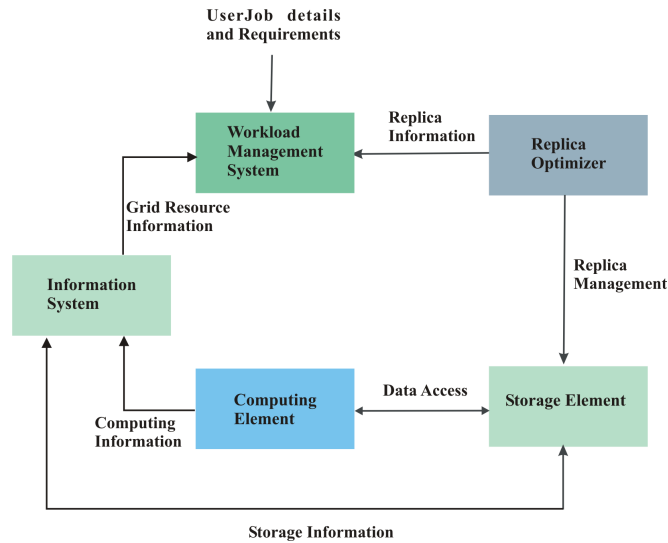 UserJob details
and Requirements
Workload
Management
System
Replica
Information
Replica
Optimizer
Grid Resource
Information
Information
System
Replica
Management
Computing
Information
Computing
Element
Data Access
Storage Element
Storage Information